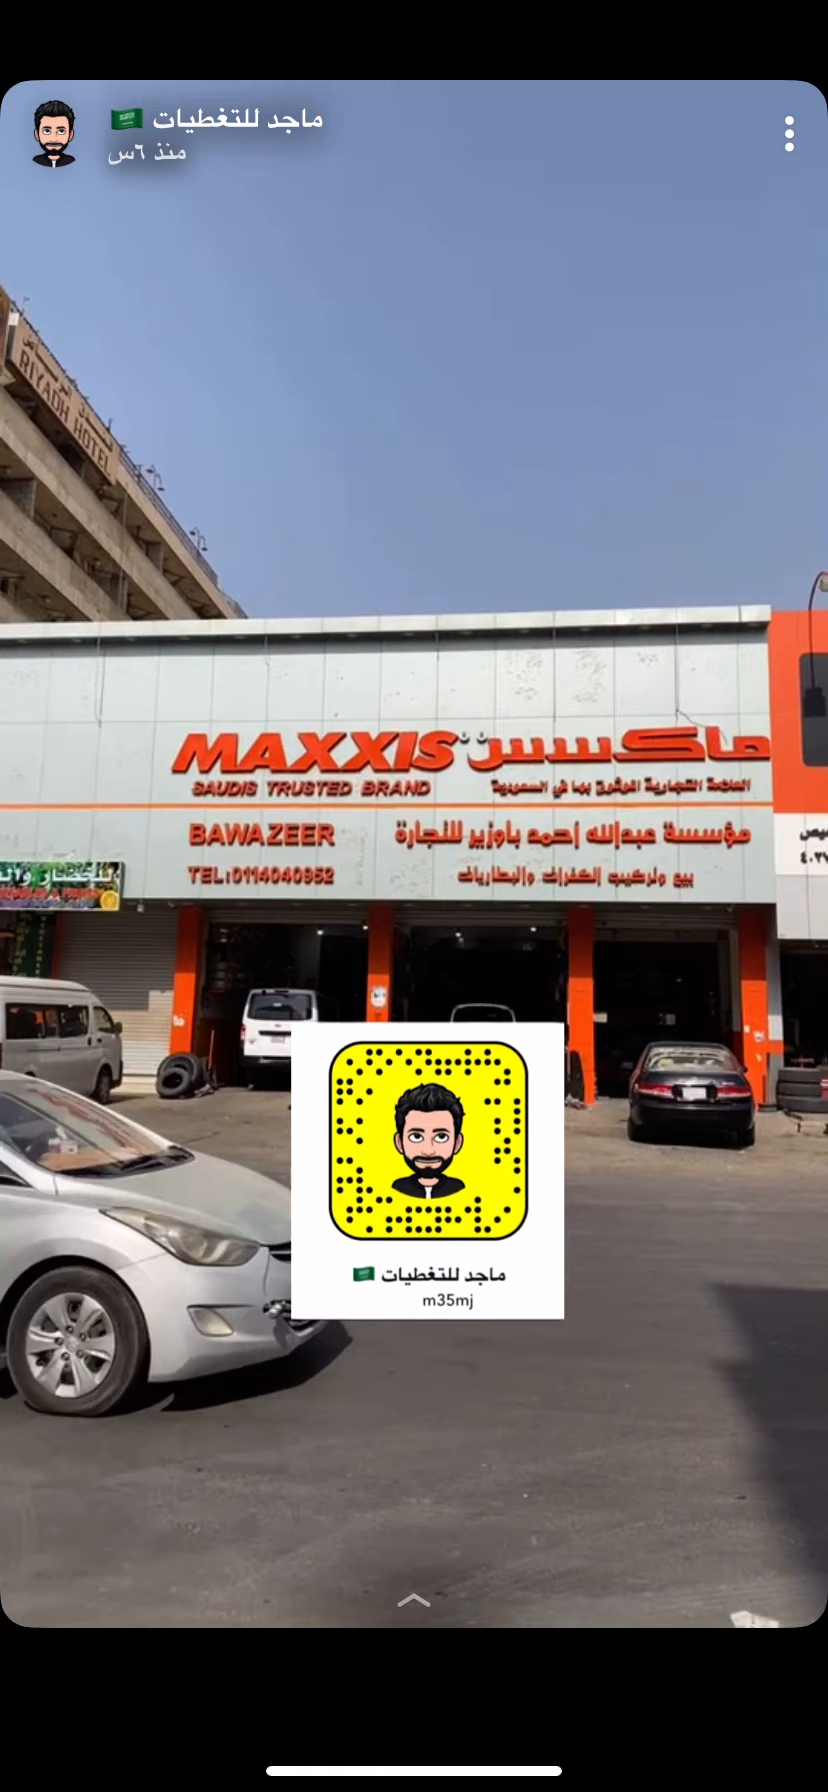 ماجد للتغطيات 🇸🇦
منذ ٦س
RIYADH HOTEL
MAXXIS ماكسس
SAUDIS TRUSTED BRAND العلامة التجارية الموثوق بها في السعودية
BAWAZEER مؤسسة عبدالله احمد باوزير للتجارة
TEL:0114040952 بيع وتركيب الكفرات والبطاريات
ماجد للتغطيات 🇸🇦
m35mj